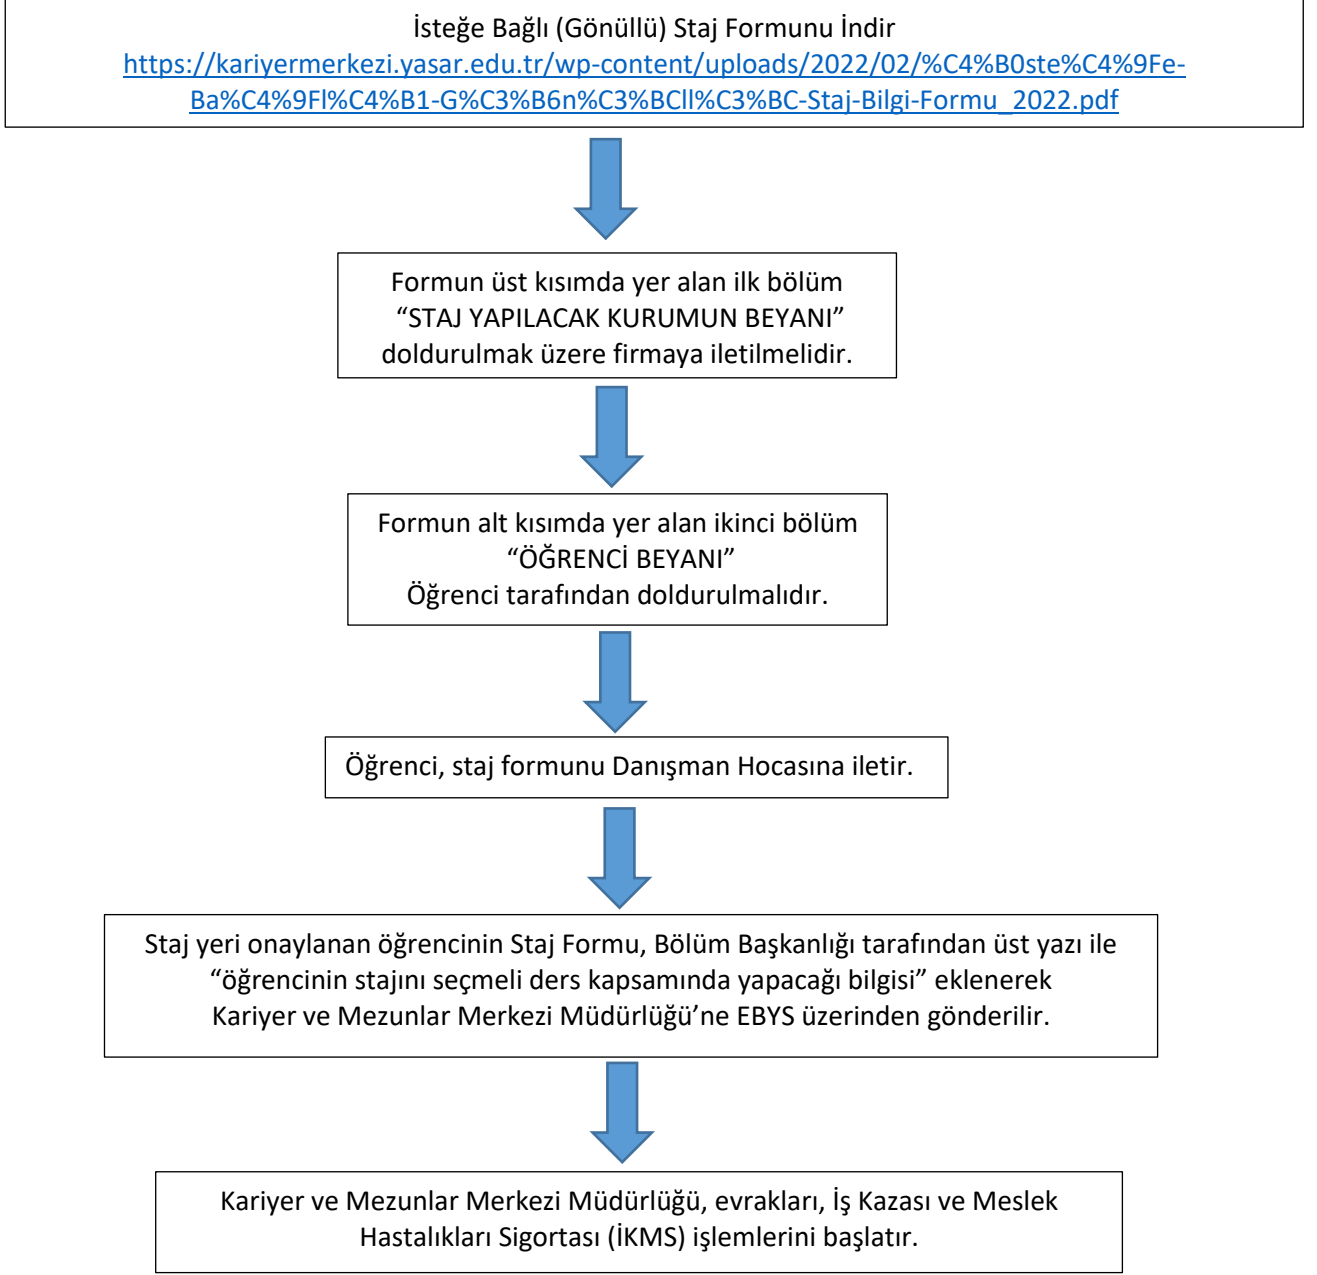 İsteğe Bağlı (Gönüllü) Staj Formunu İndir
https://kariyermerkezi.yasar.edu.tr/wp-content/uploads/2022/02/%C4%B0ste%C4%9Fe-
Ba%C4%9Fl%C4%B1-G%C3%B6n%C3%BCll%C3%BC-Staj-Bilgi-Formu_2022.pdf
Formun üst kısımda yer alan ilk bölüm
“STAJ YAPILACAK KURUMUN BEYANI”
doldurulmak üzere firmaya iletilmelidir.
Formun alt kısımda yer alan ikinci bölüm
“ÖĞRENCİ BEYANI”
Öğrenci tarafından doldurulmalıdır.
Öğrenci, staj formunu Danışman Hocasına iletir.
Staj yeri onaylanan öğrencinin Staj Formu, Bölüm Başkanlığı tarafından üst yazı ile
“öğrencinin stajını seçmeli ders kapsamında yapacağı bilgisi” eklenerek
Kariyer ve Mezunlar Merkezi Müdürlüğü’ne EBYS üzerinden gönderilir.
Kariyer ve Mezunlar Merkezi Müdürlüğü, evrakları, İş Kazası ve Meslek
Hastalıkları Sigortası (İKMS) işlemlerini başlatır.